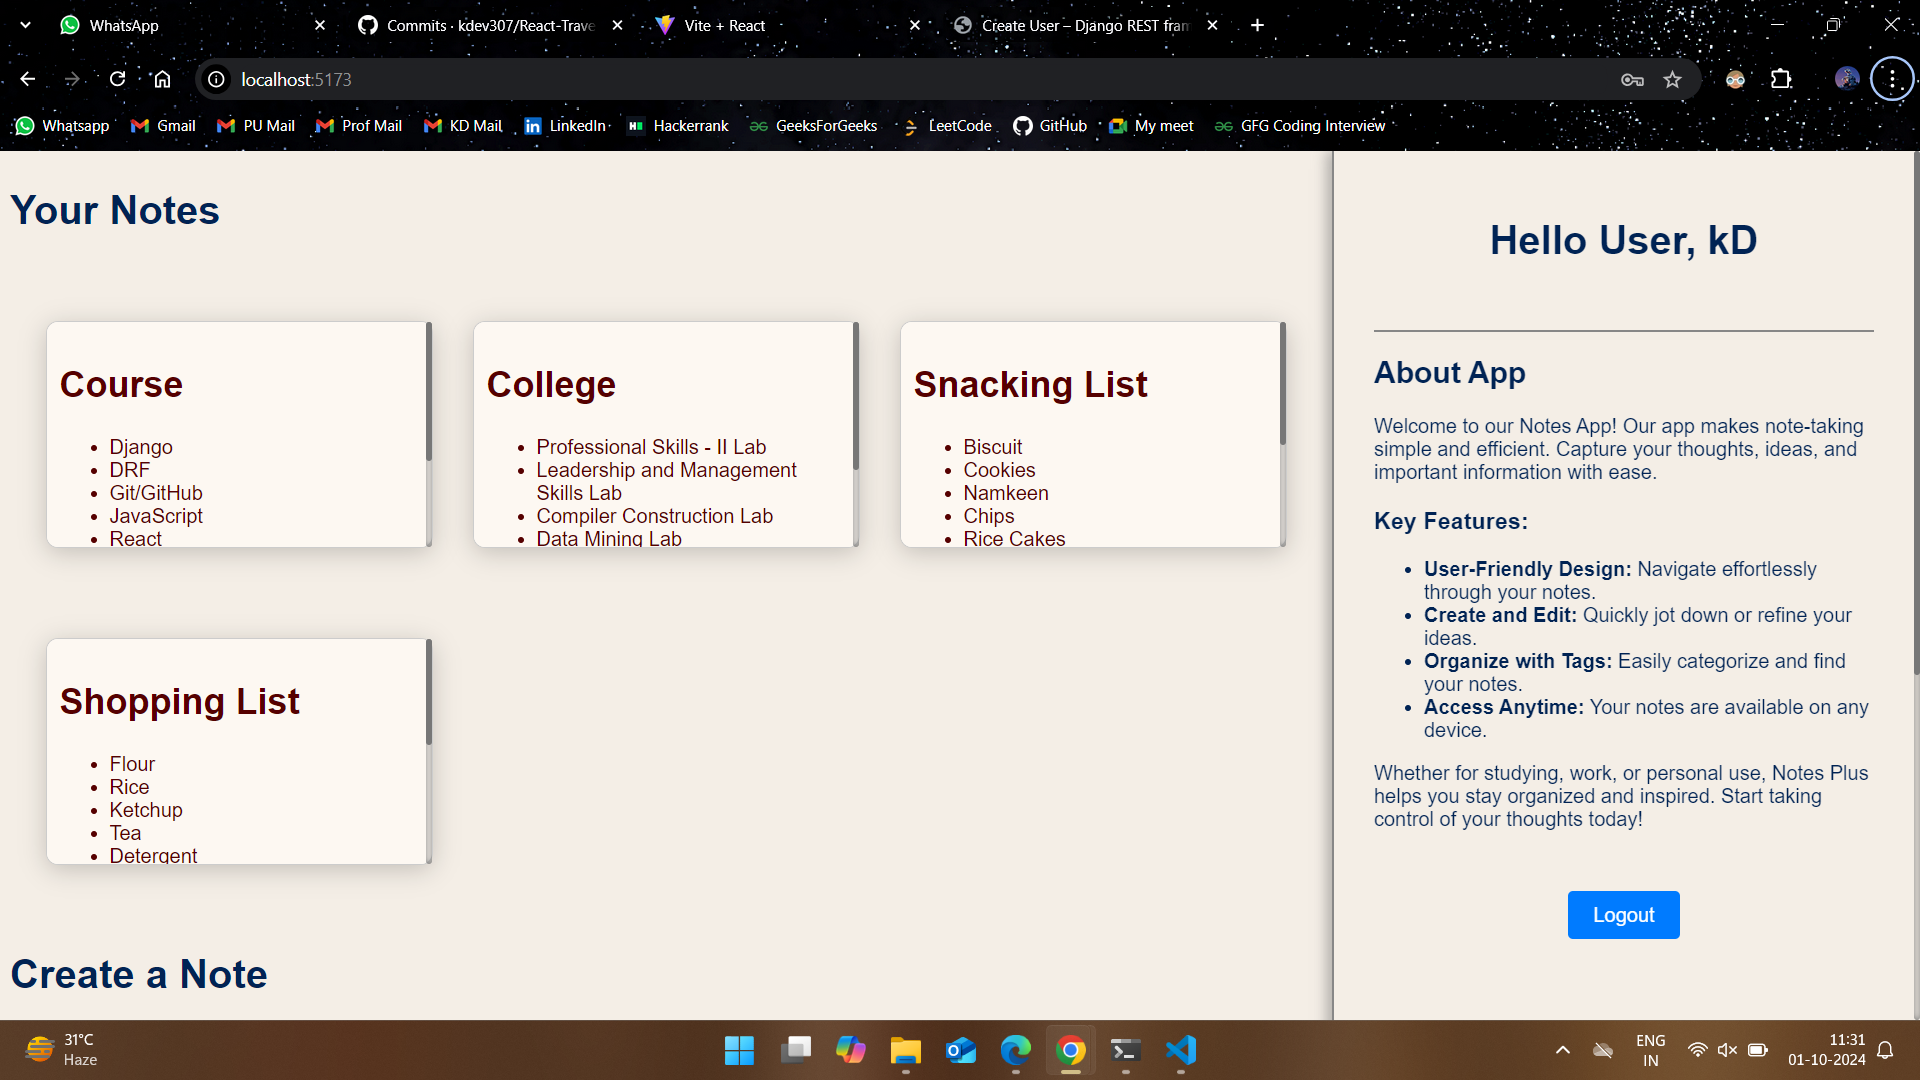 WhatsApp
Commits · kdev307/React-Trave
Vite + React
Create User – Django REST fram
localhost:5173
Whatsapp
Gmail
PU Mail
Prof Mail
KD Mail
LinkedIn
Hackerrank
GeeksForGeeks
LeetCode
GitHub
My meet
GFG Coding Interview
Your Notes
Course
• Django
• DRF
• Git/GitHub
• JavaScript
• React
College
• Professional Skills - II Lab
• Leadership and Management
Skills Lab
• Compiler Construction Lab
• Data Mining Lab
Snacking List
• Biscuit
• Cookies
• Namkeen
• Chips
• Rice Cakes
Shopping List
• Flour
• Rice
• Ketchup
• Tea
• Detergent
Create a Note
Hello User, kD
About App
Welcome to our Notes App! Our app makes note-taking
simple and efficient. Capture your thoughts, ideas, and
important information with ease.
Key Features:
• User-Friendly Design: Navigate effortlessly
through your notes.
• Create and Edit: Quickly jot down or refine your
ideas.
• Organize with Tags: Easily categorize and find
your notes.
• Access Anytime: Your notes are available on any
device.
Whether for studying, work, or personal use, Notes Plus
helps you stay organized and inspired. Start taking
control of your thoughts today!
Logout
31°C
Haze
ENG
IN
11:31
01-10-2024